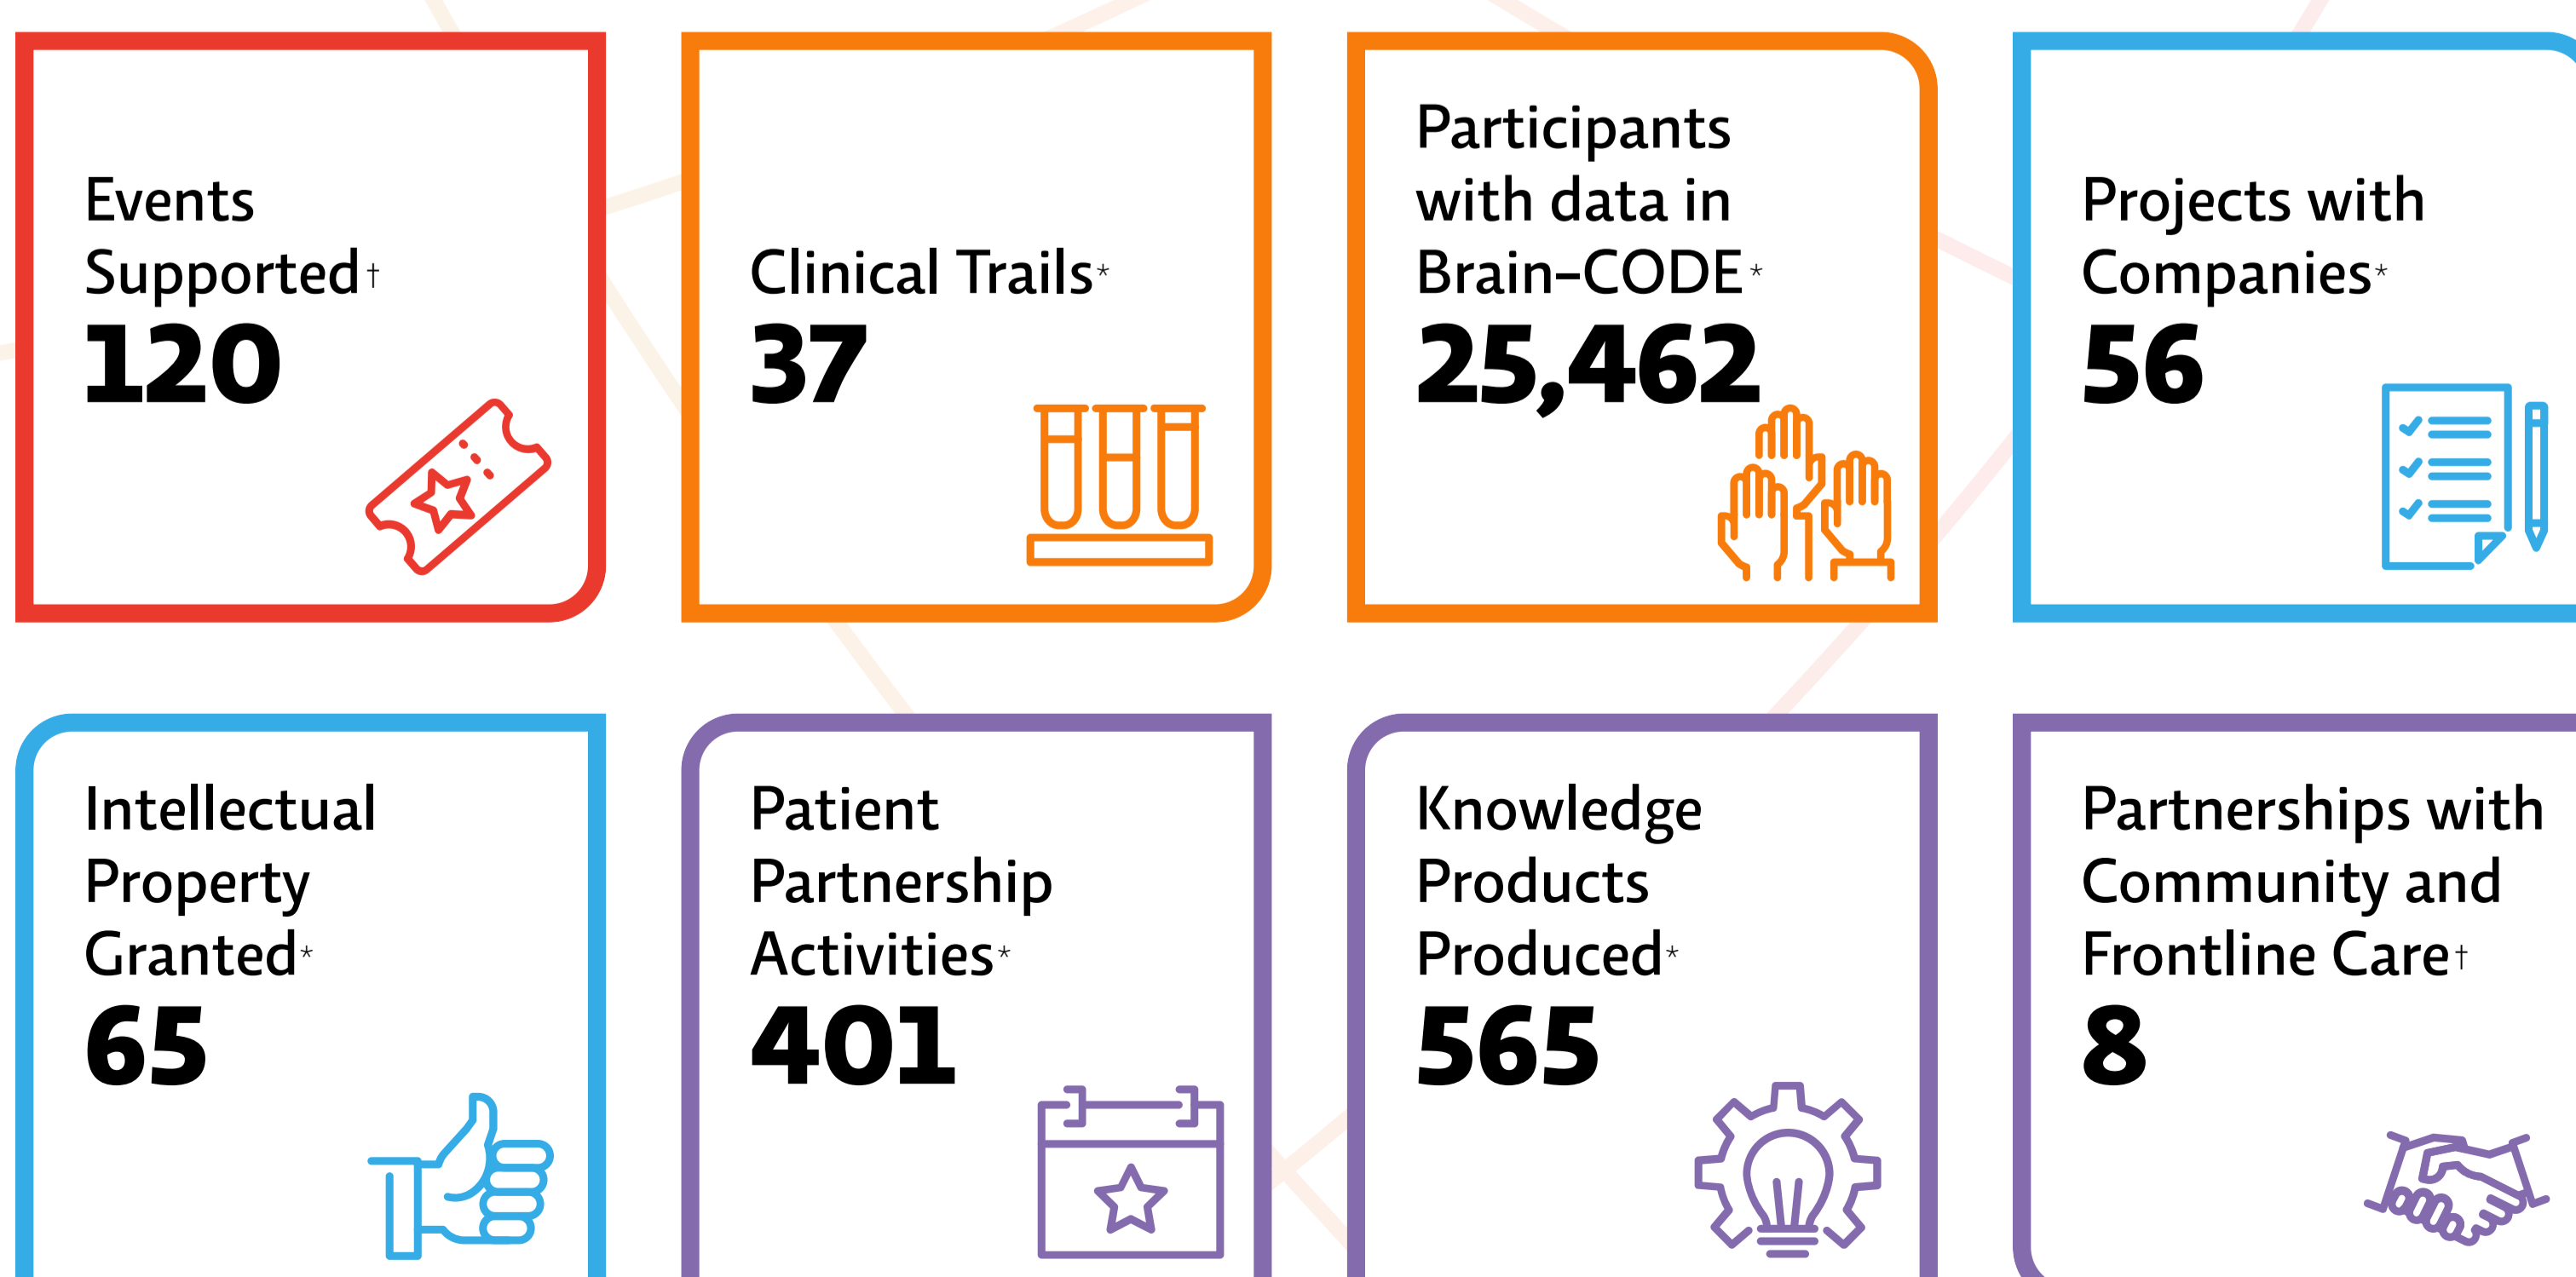 Events
Supported†
120
Clinical Trails*
37
Participants
with data in
Brain–CODE*
25,462
Projects with
Companies*
56
Intellectual
Property
Granted*
65
Patient
Partnership
Activities*
401
Knowledge
Products
Produced*
565
Partnerships with
Community and
Frontline Care†
8